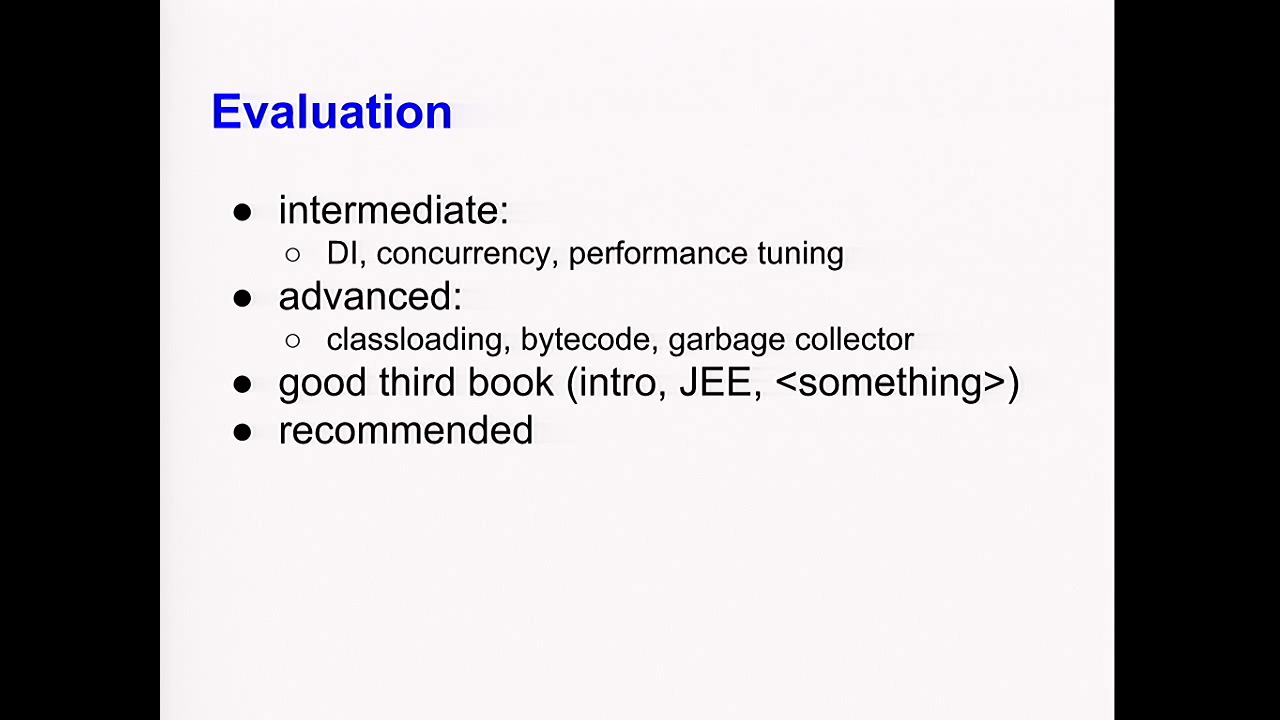 Evaluation
● intermediate:
○ DI, concurrency, performance tuning
● advanced:
○ classloading, bytecode, garbage collector
● good third book (intro, JEE, <something>)
● recommended